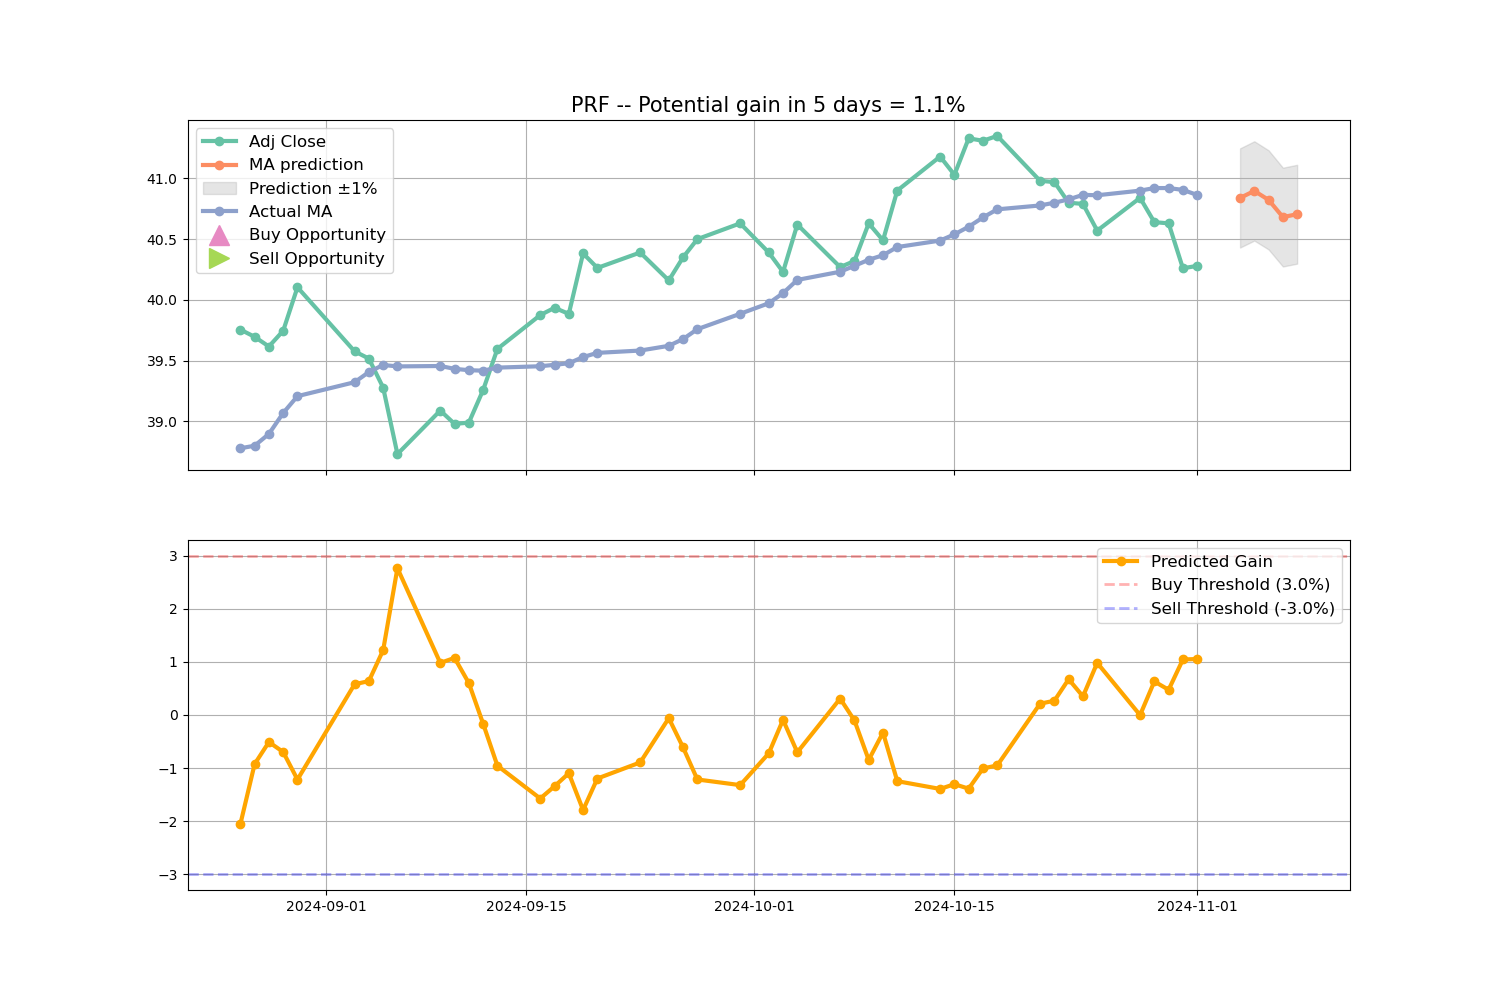 PRF -- Potential gain in 5 days = 1.1%
Adj Close
MA prediction
Prediction ±1%
Actual MA
Buy Opportunity
Sell Opportunity
41.0
40.5
40.0
39.5
39.0
3
2
1
0
−1
−2
−3
Predicted Gain
Buy Threshold (3.0%)
Sell Threshold (-3.0%)
2024-09-01
2024-09-15
2024-10-01
2024-10-15
2024-11-01